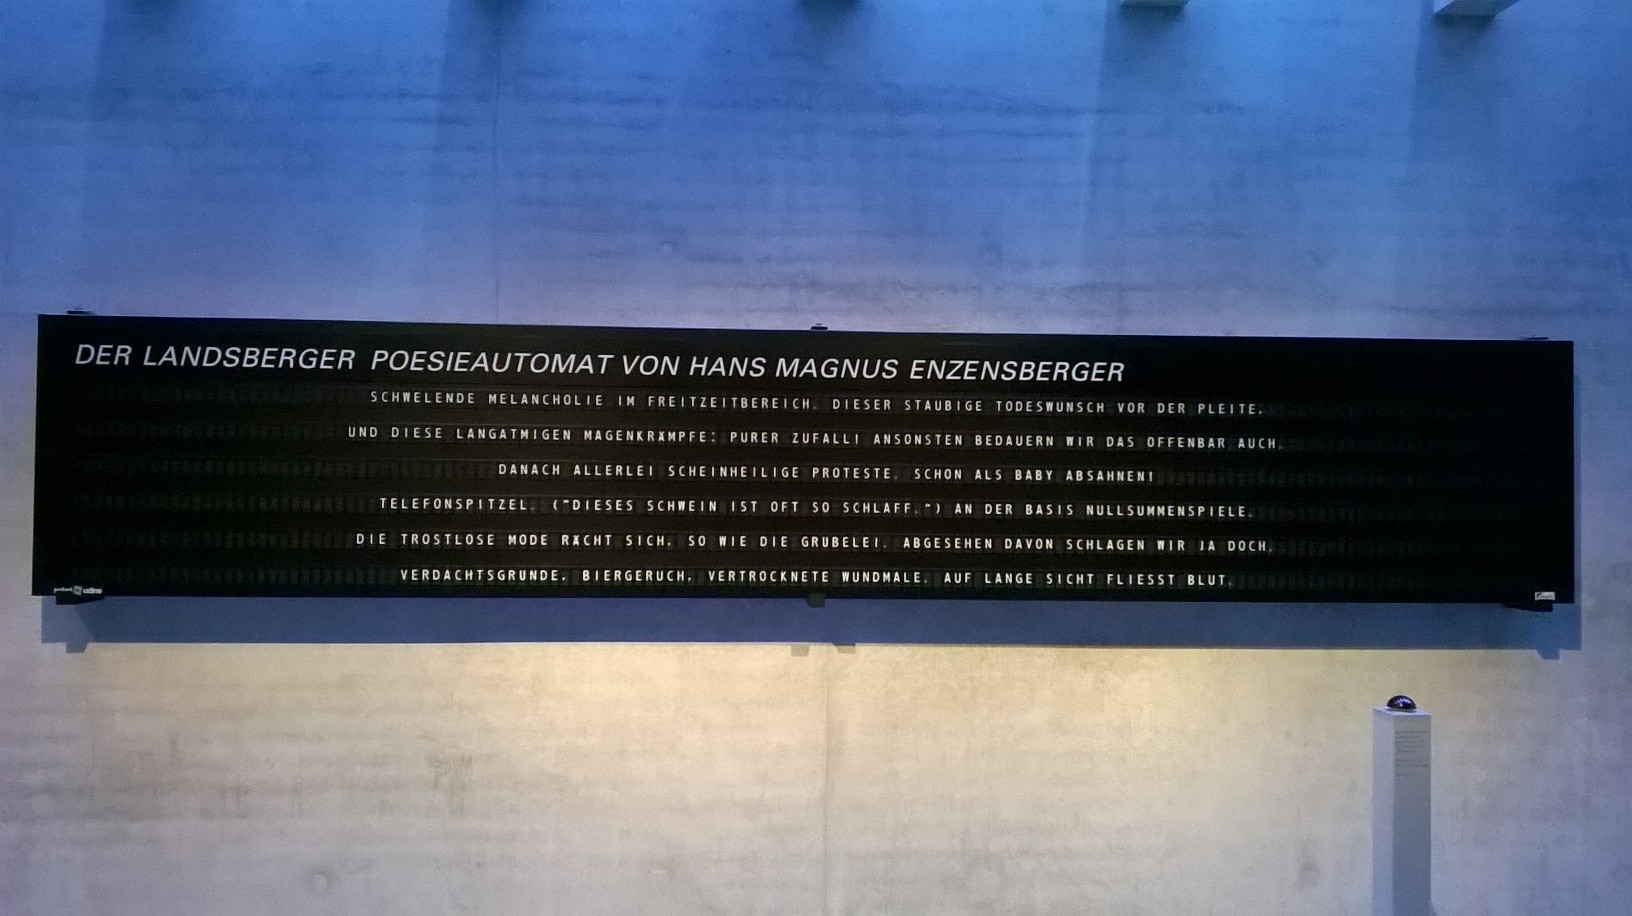 DER LANDSBERGER POESIEAUTOMAT VON HANS MAGNUS ENZENSBERGER
SCHWELENDE MELANCHOLIE IM FREITZEITBEREICH. DIESER STAUBIGE TODESWUNSCH VOR DER PLEITE.
UND DIESE LANGATMIGEN MAGENKRÄMPFE: PURER ZUFALL! ANSONSTEN BEDAUERN WIR DAS OFFENBAR AUCH.
DANACH ALLERLEI SCHEINHEILIGE PROTESTE. SCHON ALS BABY ABSAHNEN!
TELEFONSPITZEL. ("DIESES SCHWEIN IST OFT SO SCHLAFF.") AN DER BASIS NULLSUMMENSPIELE.
DIE TROSTLOSE MODE RÄCHT SICH. SO WIE DIE GRUBELEI. ABGESEHEN DAVON SCHLAGEN WIR JA DOCH.
VERDACHTSGRUNDE. BIERGERUCH. VERTROCKNETE WUNDMALE. AUF LANGE SICHT FLIESST BLUT.